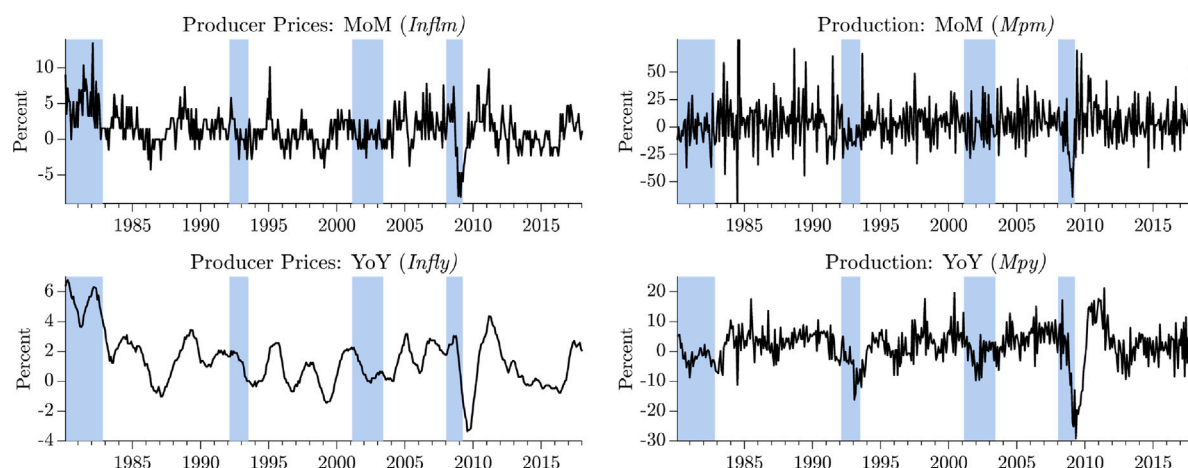 Producer Prices: MoM (Inflm)
Percent
10
5
0
-5
1985 1990 1995 2000 2005 2010 2015
Production: MoM (Mpm)
Percent
50
25
0
-25
-50
1985 1990 1995 2000 2005 2010 2015
Producer Prices: YoY (Infly)
Percent
6
4
2
0
-2
-4
1985 1990 1995 2000 2005 2010 2015
Production: YoY (Mpy)
Percent
20
10
0
-10
-20
-30
1985 1990 1995 2000 2005 2010 2015